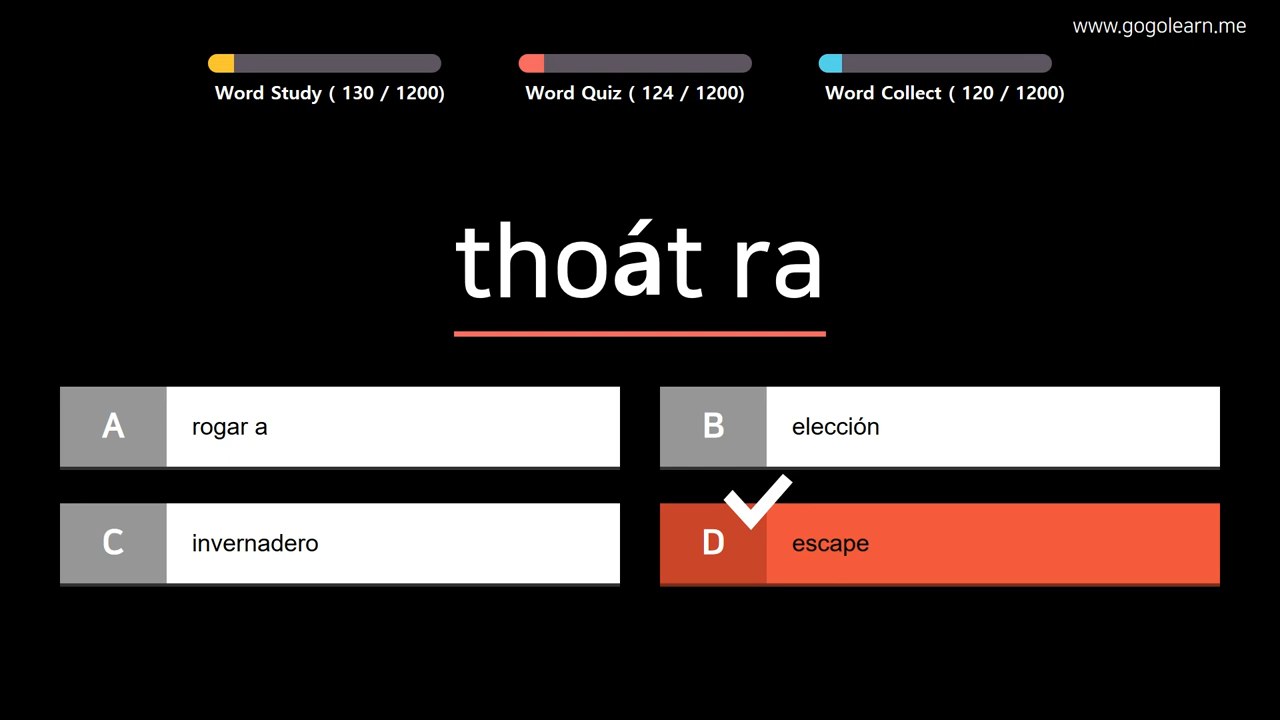 www.gogolearn.me
Word Study ( 130 / 1200)
Word Quiz ( 124 / 1200)
Word Collect ( 120 / 1200)
thoát ra
A
rogar a
B
elección
C
invernadero
D
escape